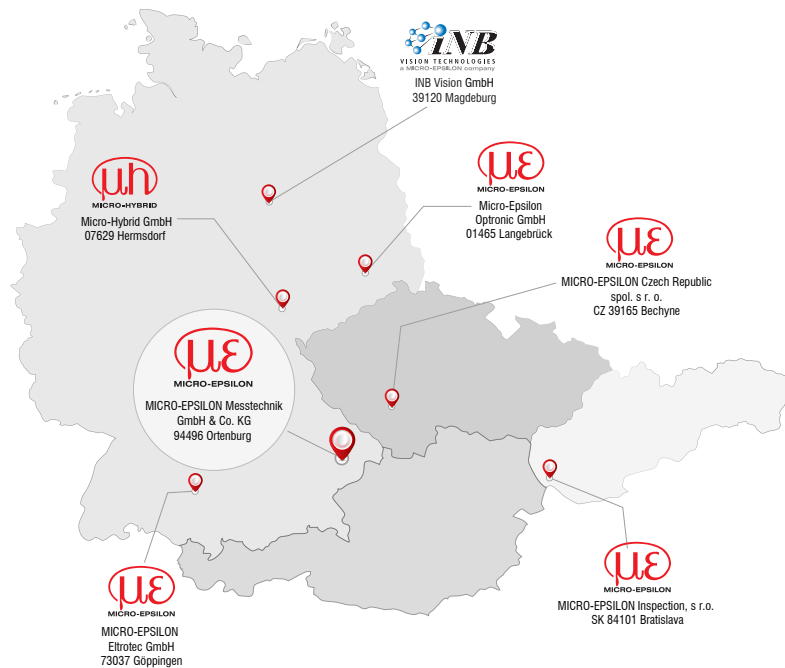 iNB
VISION TECHNOLOGIES
a MICRO-EPSILON company
INB Vision GmbH
39120 Magdeburg
µh
MICRO-HYBRID
Micro-Hybrid GmbH
07629 Hermsdorf
µε
MICRO-EPSILON
Micro-Epsilon
Optronic GmbH
01465 Langebrück
µε
MICRO-EPSILON
MICRO-EPSILON Czech Republic
spol. s r. o.
CZ 39165 Bechyne
µε
MICRO-EPSILON
MICRO-EPSILON Messtechnik
GmbH & Co. KG
94496 Ortenburg
µε
MICRO-EPSILON
MICRO-EPSILON
Eltrotec GmbH
73037 Göppingen
µε
MICRO-EPSILON
MICRO-EPSILON Inspection, s r.o.
SK 84101 Bratislava